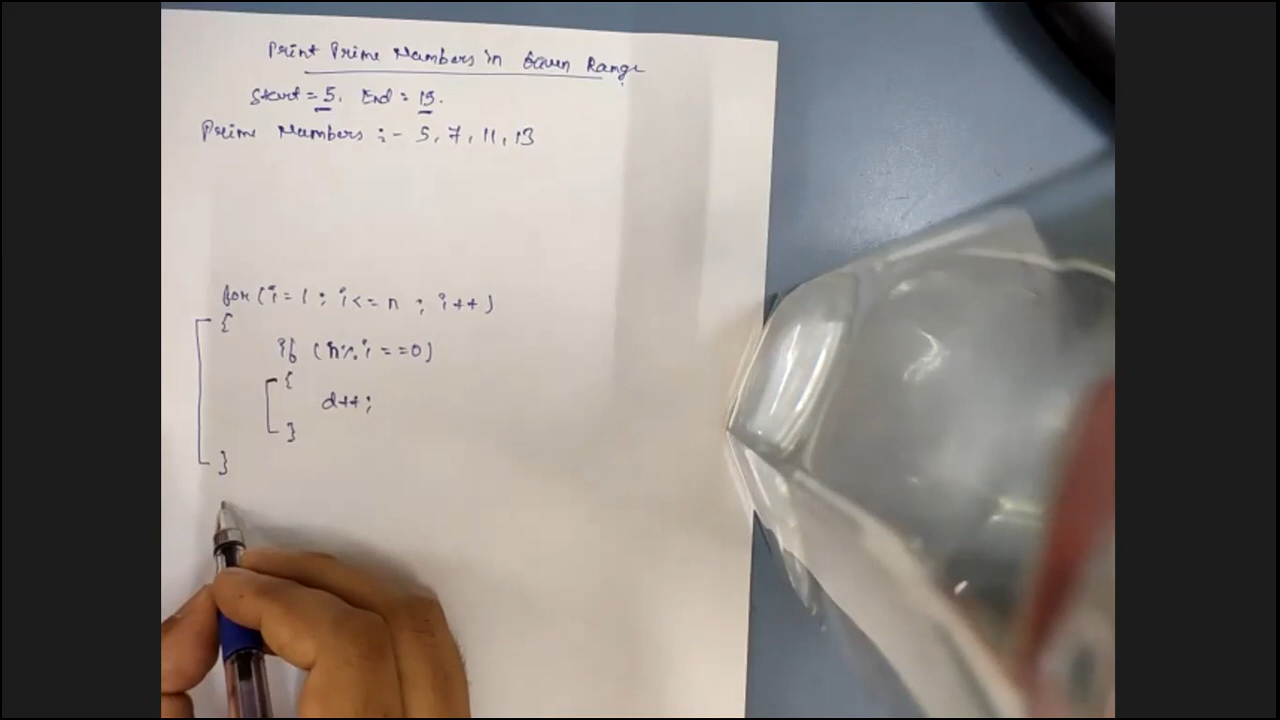 Print Prime Numbers in Given Range
Start = 5, End = 15.
Prime Numbers :- 5, 7, 11, 13
for (i = 1 ; i <= n ; i++)
{
if (n % i == 0)
{
d++;
}
}